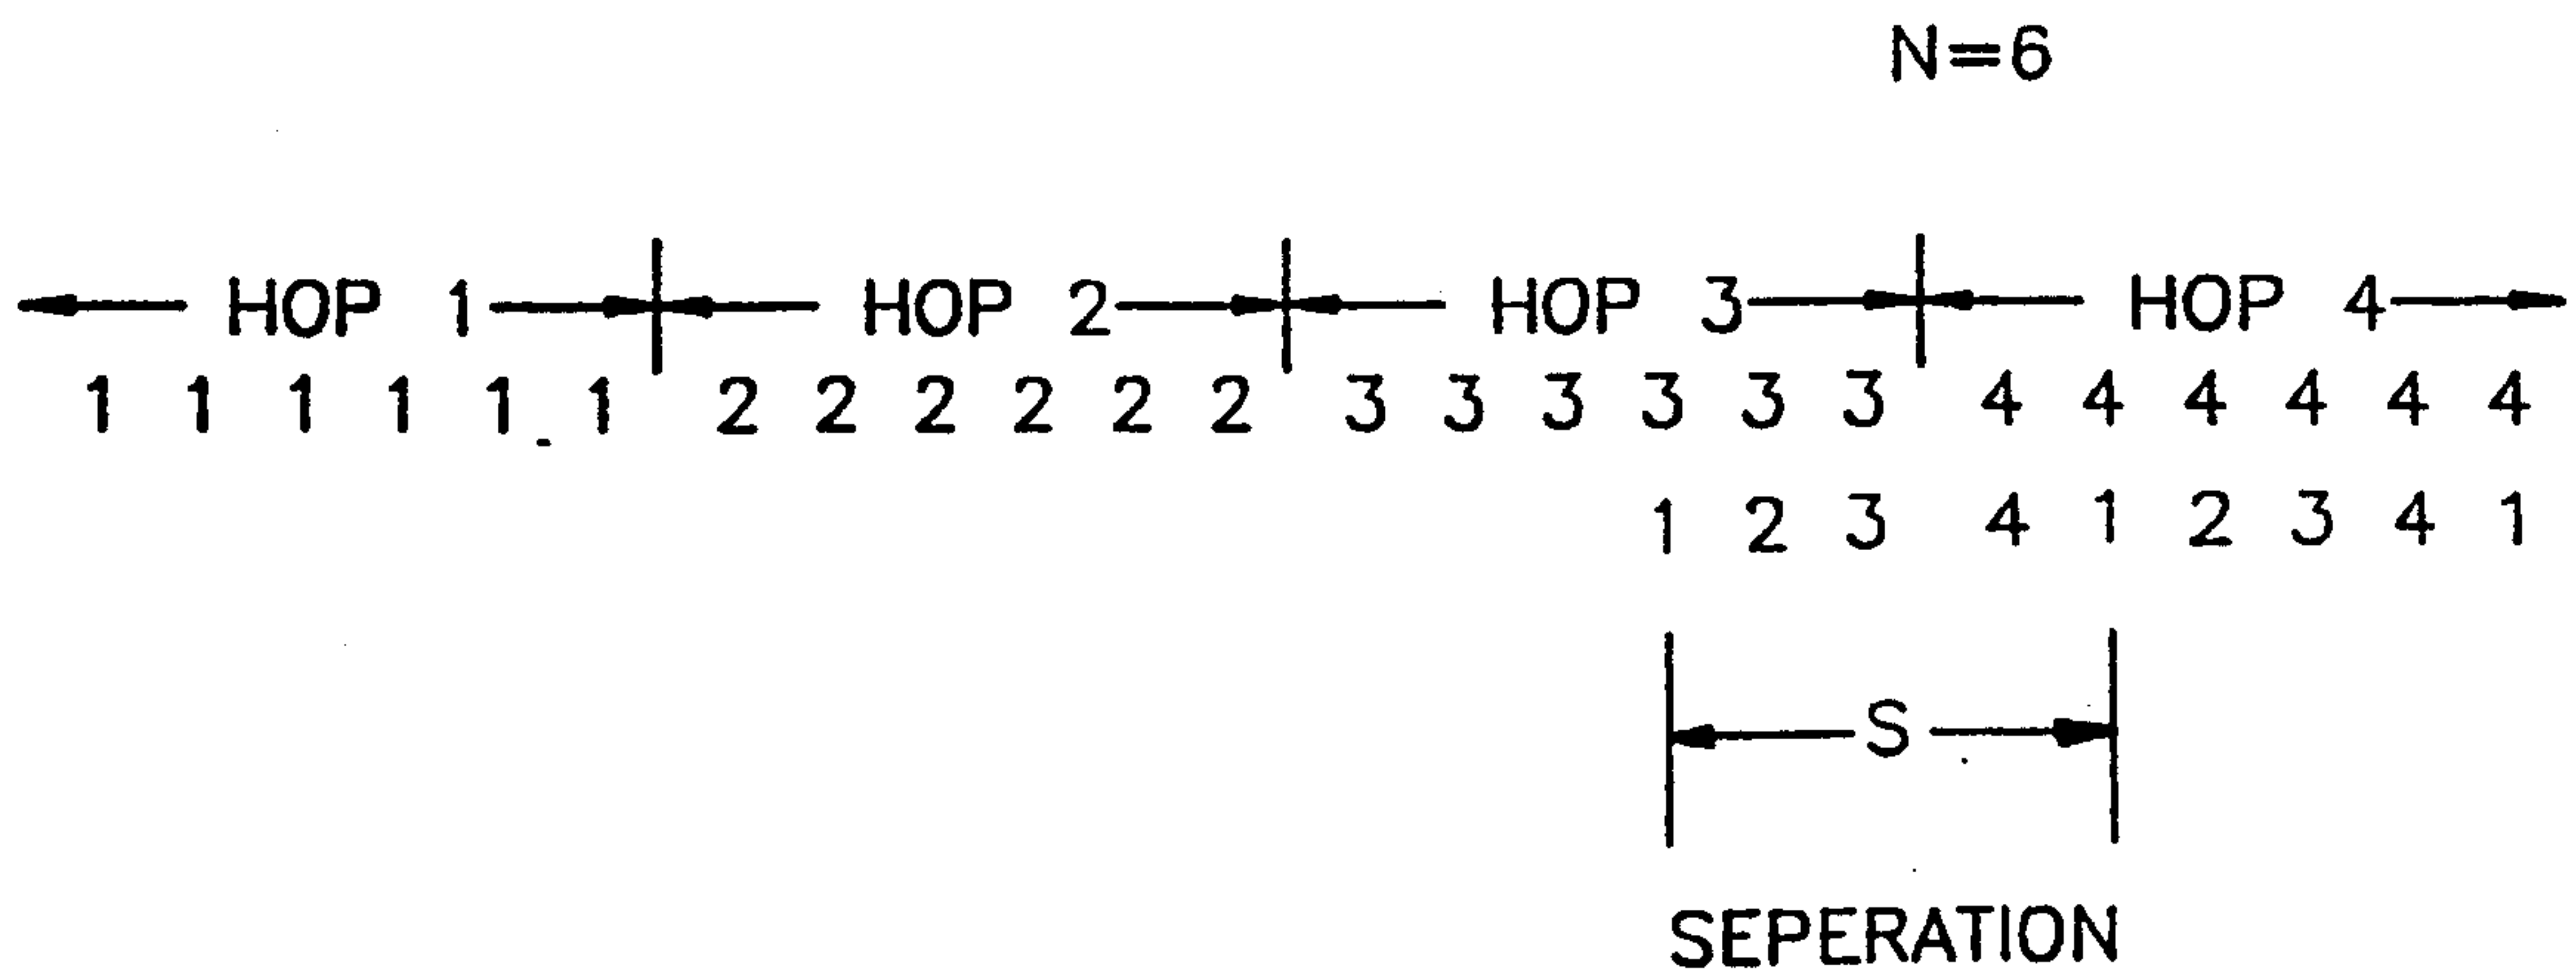 N=6
HOP 1 HOP 2 HOP 3 HOP 4
1 1 1 1 1 1 2 2 2 2 2 2 3 3 3 3 3 3 4 4 4 4 4 4
1 2 3 4 1 2 3 4 1
S
SEPERATION